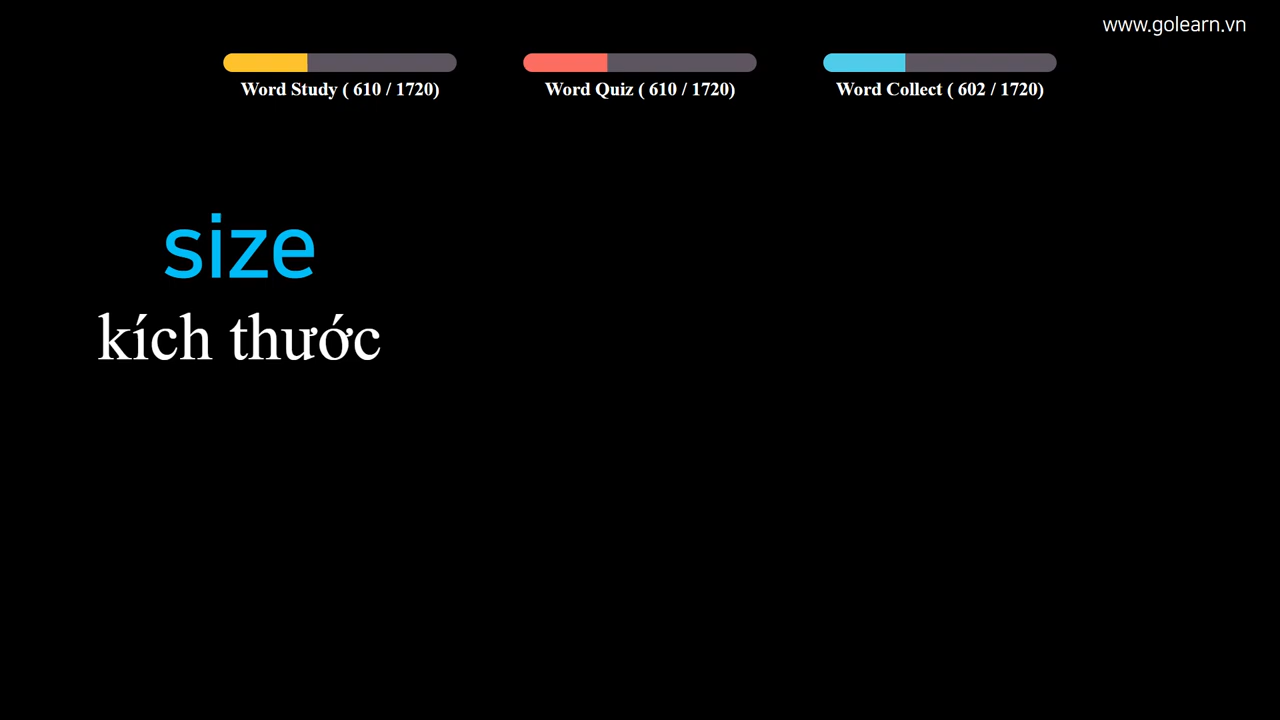 www.golearn.vn
Word Study ( 610 / 1720)
Word Quiz ( 610 / 1720)
Word Collect ( 602 / 1720)
size
kích thước